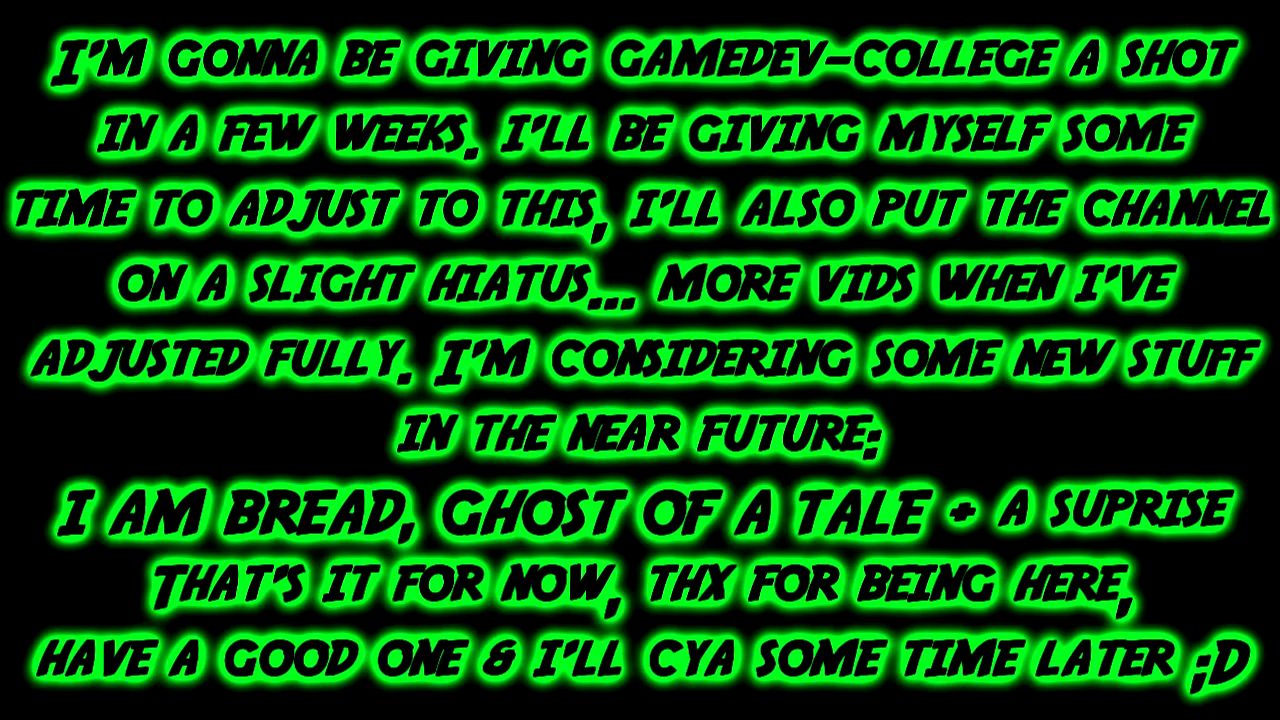 I'M GONNA BE GIVING GAMEDEV-COLLEGE A SHOT
IN A FEW WEEKS. I'LL BE GIVING MYSELF SOME
TIME TO ADJUST TO THIS, I'LL ALSO PUT THE CHANNEL
ON A SLIGHT HIATUS... MORE VIDS WHEN I'VE
ADJUSTED FULLY. I'M CONSIDERING SOME NEW STUFF
IN THE NEAR FUTURE:
I AM BREAD, GHOST OF A TALE + A SUPRISE
THAT'S IT FOR NOW, THX FOR BEING HERE,
HAVE A GOOD ONE & I'LL CYA SOME TIME LATER ;D